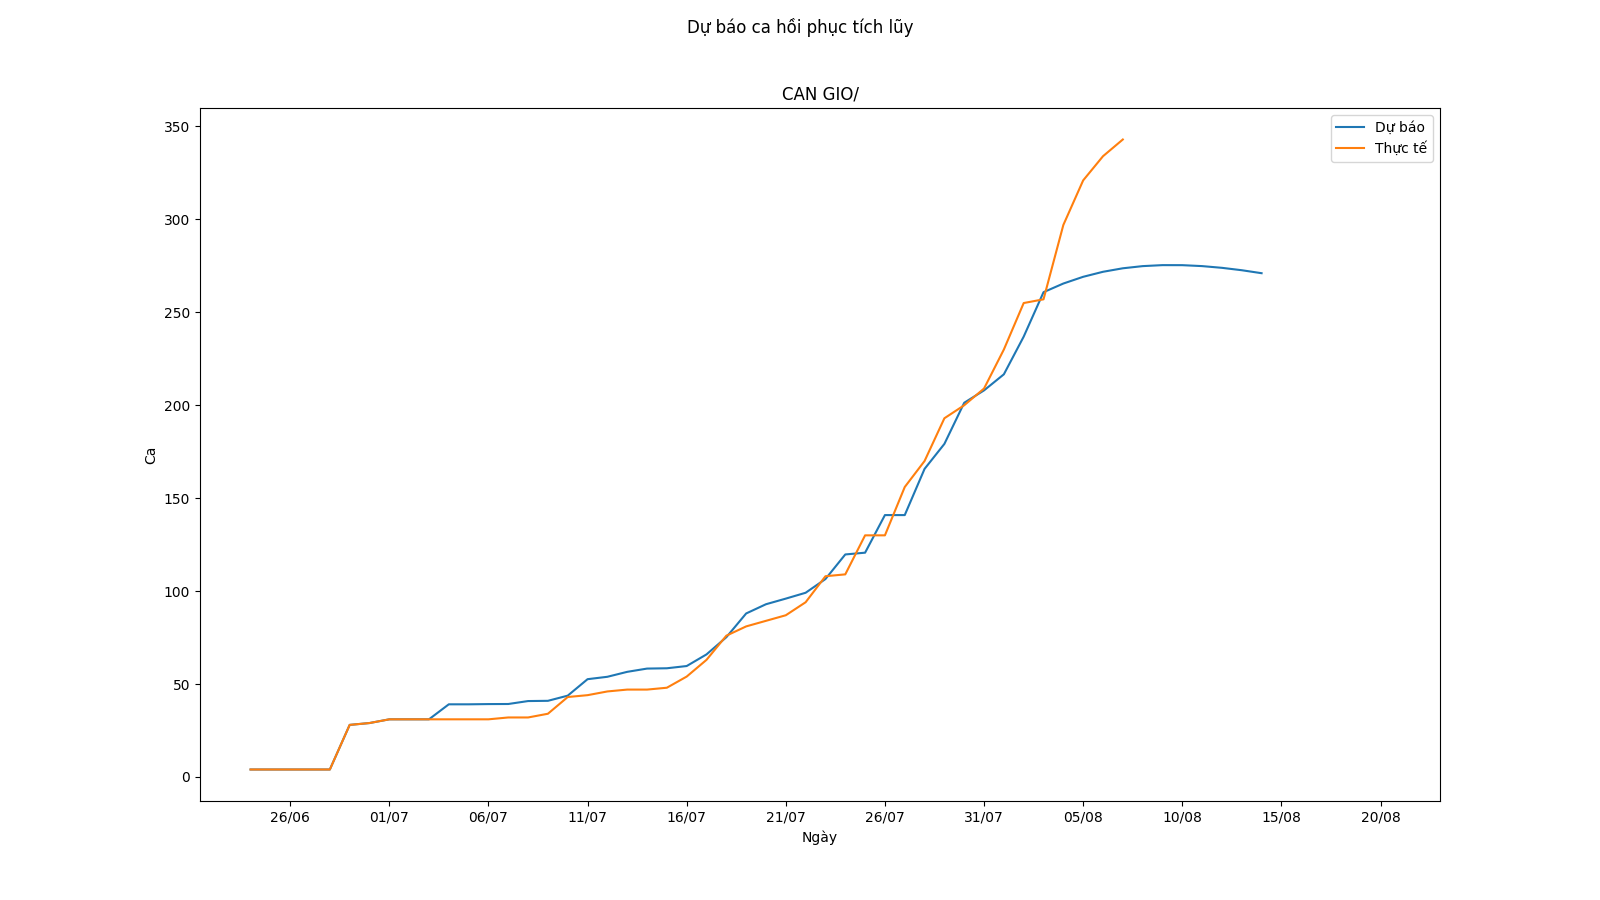 Dự báo ca hồi phục tích lũy
CAN GIO/
Dự báo
Thực tế
350
300
250
200
150
100
50
0
Ca
26/06 01/07 06/07 11/07 16/07 21/07 26/07 31/07 05/08 10/08 15/08 20/08
Ngày